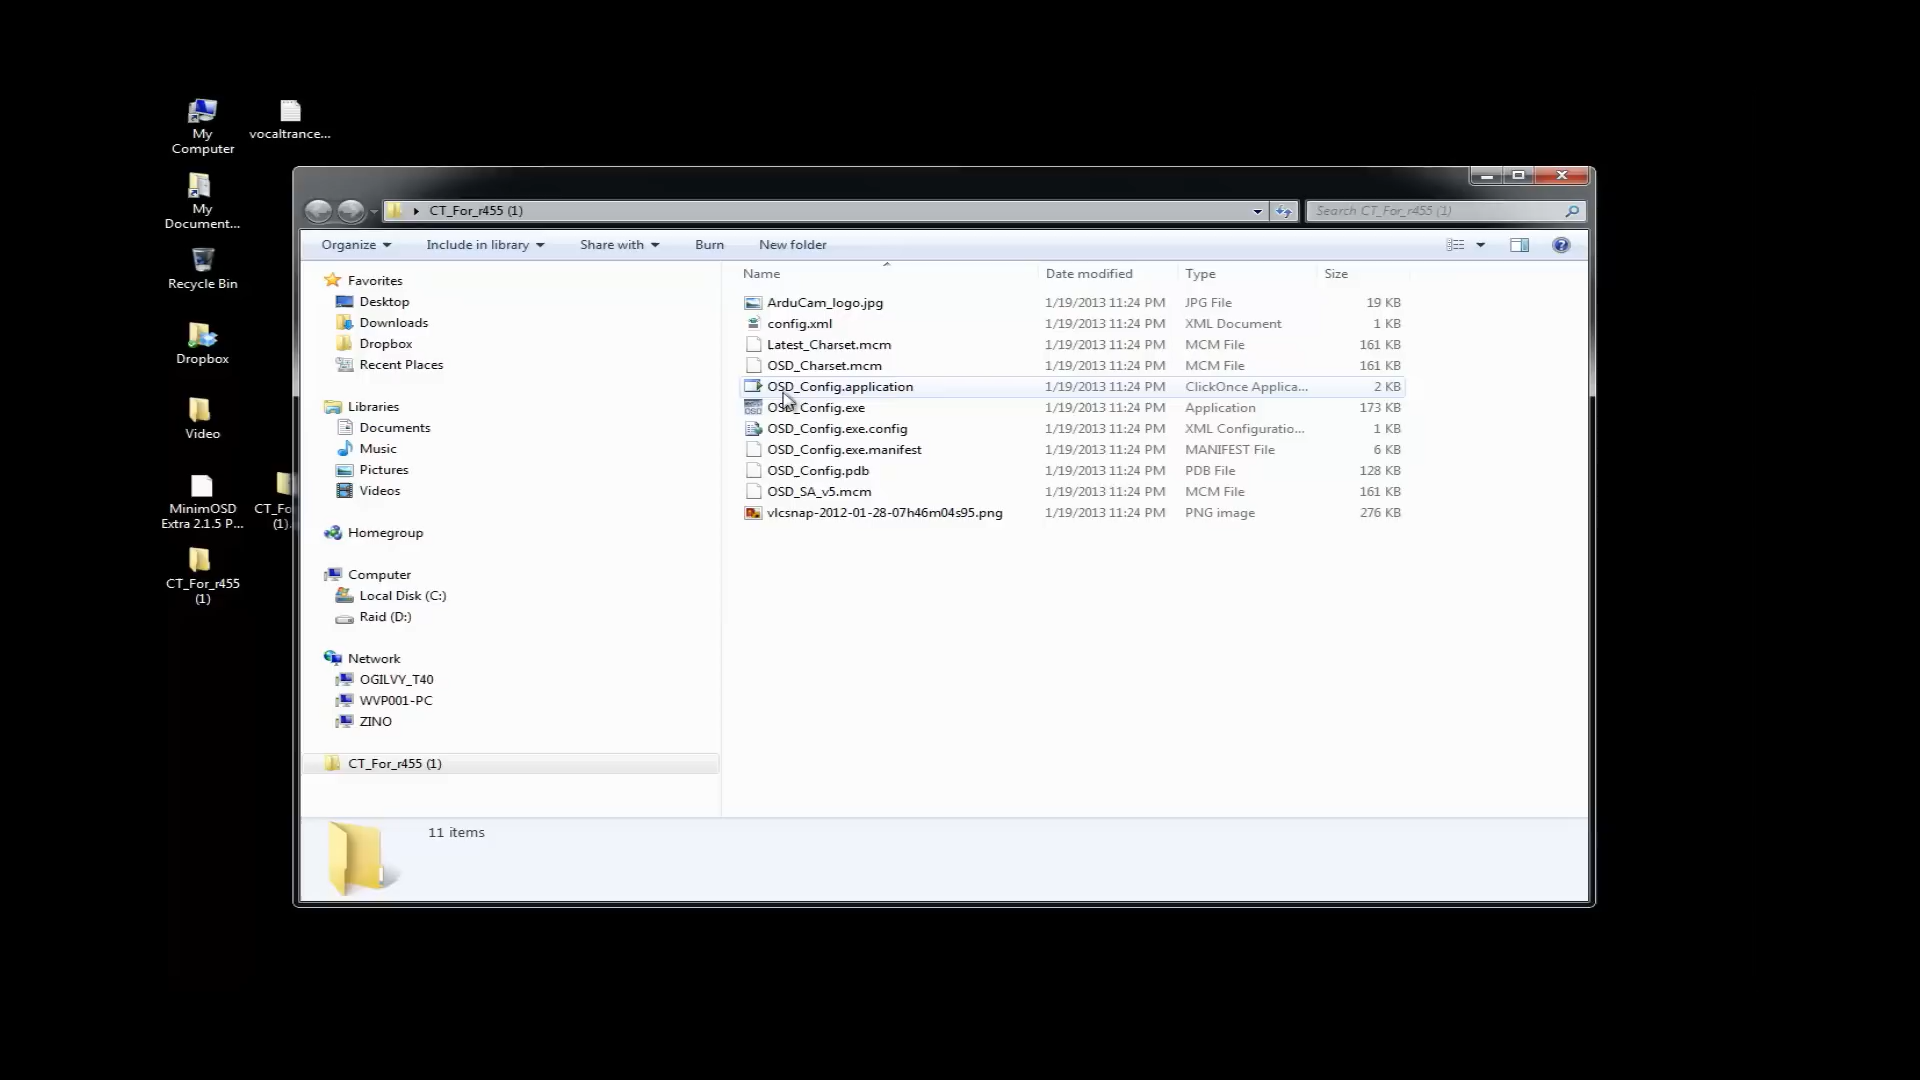 My
Computer
vocaltrance...
My
Document...
Recycle Bin
Dropbox
Video
MinimOSD
Extra 2.1.5 P...
CT_Fo
(1).
CT_For_r455
(1)
CT_For_r455 (1)
Search CT_For_r455 (1)
Organize
Include in library
Share with
Burn
New folder
Favorites
Desktop
Downloads
Dropbox
Recent Places
Libraries
Documents
Music
Pictures
Videos
Homegroup
Computer
Local Disk (C:)
Raid (D:)
Network
OGILVY_T40
WVP001-PC
ZINO
CT_For_r455 (1)
Name Date modified Type Size
ArduCam_logo.jpg 1/19/2013 11:24 PM JPG File 19 KB
config.xml 1/19/2013 11:24 PM XML Document 1 KB
Latest_Charset.mcm 1/19/2013 11:24 PM MCM File 161 KB
OSD_Charset.mcm 1/19/2013 11:24 PM MCM File 161 KB
OSD_Config.application 1/19/2013 11:24 PM ClickOnce Applica... 2 KB
OSD_Config.exe 1/19/2013 11:24 PM Application 173 KB
OSD_Config.exe.config 1/19/2013 11:24 PM XML Configuratio... 1 KB
OSD_Config.exe.manifest 1/19/2013 11:24 PM MANIFEST File 6 KB
OSD_Config.pdb 1/19/2013 11:24 PM PDB File 128 KB
OSD_SA_v5.mcm 1/19/2013 11:24 PM MCM File 161 KB
vlcsnap-2012-01-28-07h46m04s95.png 1/19/2013 11:24 PM PNG image 276 KB
11 items